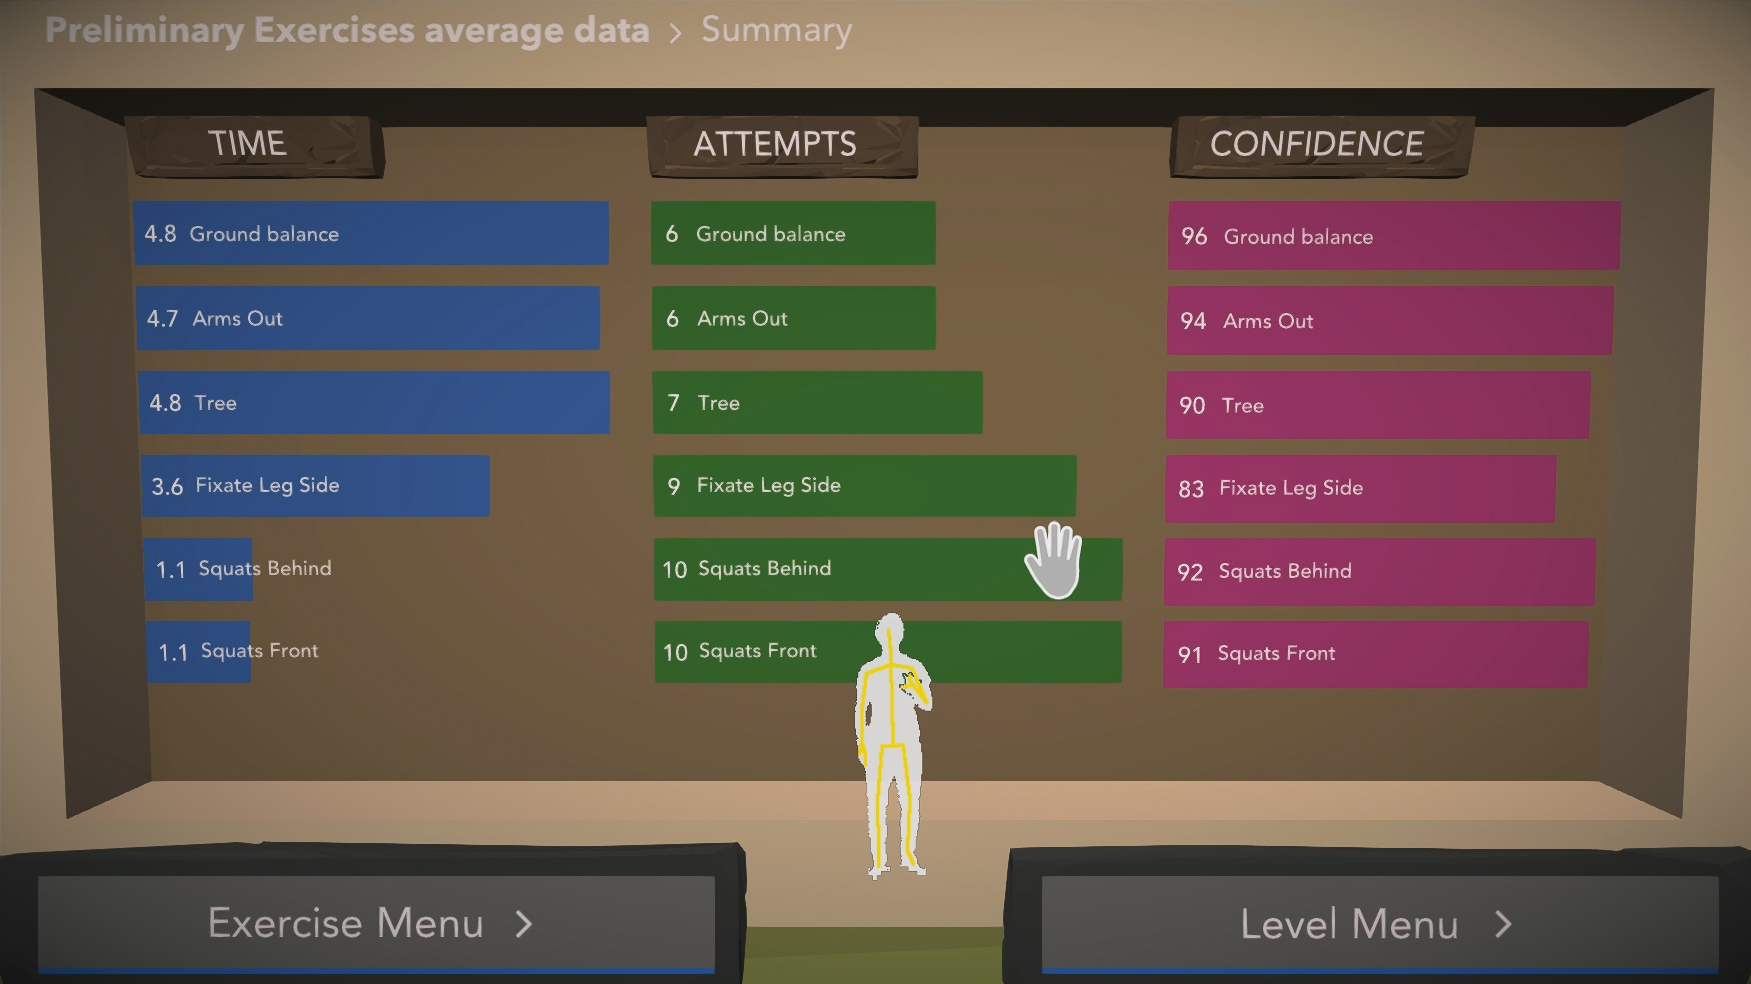 Preliminary Exercises average data > Summary
TIME
4.8 Ground balance
4.7 Arms Out
4.8 Tree
3.6 Fixate Leg Side
1.1 Squats Behind
1.1 Squats Front
ATTEMPTS
6 Ground balance
6 Arms Out
7 Tree
9 Fixate Leg Side
10 Squats Behind
10 Squats Front
CONFIDENCE
96 Ground balance
94 Arms Out
90 Tree
83 Fixate Leg Side
92 Squats Behind
91 Squats Front
Exercise Menu >
Level Menu >